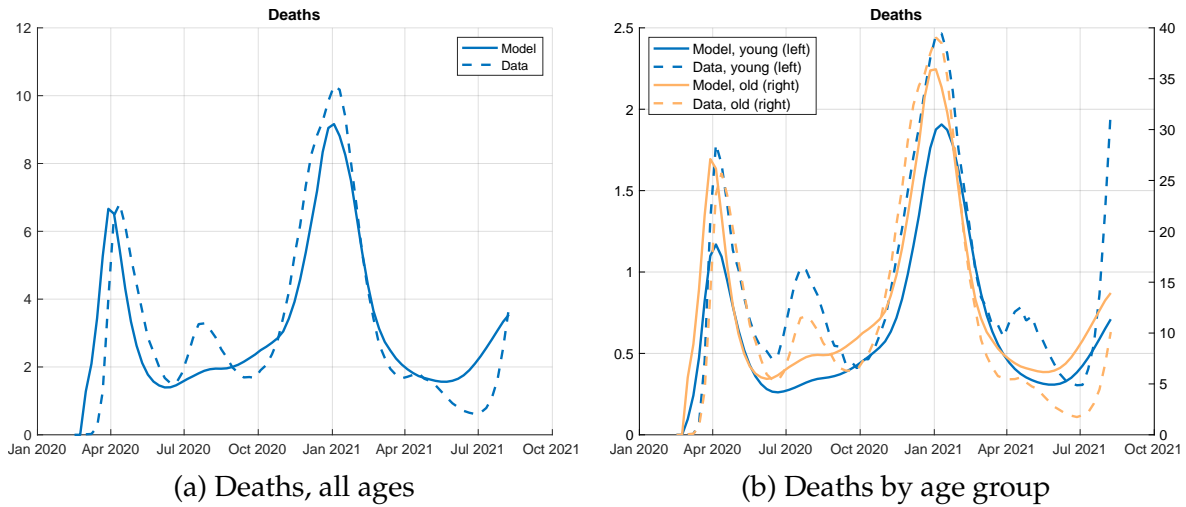 Deaths
12
10
8
6
4
2
0
Model
Data
Jan 2020 Apr 2020 Jul 2020 Oct 2020 Jan 2021 Apr 2021 Jul 2021 Oct 2021
(a) Deaths, all ages
Deaths
2.5
2
1.5
1
0.5
0
Model, young (left)
Data, young (left)
Model, old (right)
Data, old (right)
40
35
30
25
20
15
10
5
0
Jan 2020 Apr 2020 Jul 2020 Oct 2020 Jan 2021 Apr 2021 Jul 2021 Oct 2021
(b) Deaths by age group